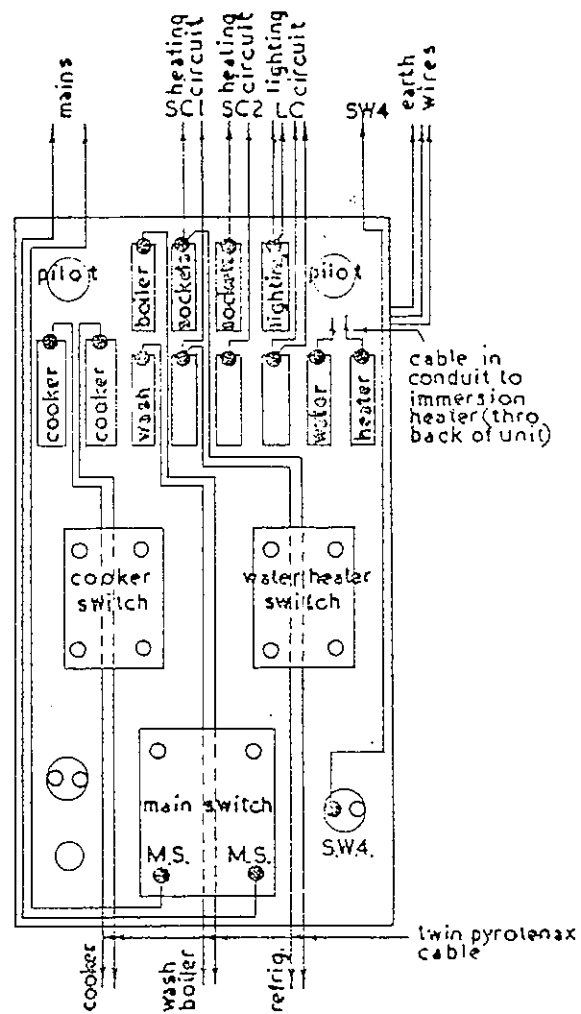 mains
heating
circuit
SC1
heating
circuit
SC2
lighting
circuit
LC
SW4
earth
wires
pilot
boiler
sockets
sockets
lighting
pilot
cooker
cooker
wash
water
heater
cable in
conduit to
immersion
heater (thro
back of unit)
cooker
switch
water heater
switch
main switch
M.S.
M.S.
S.W.4.
cooker
wash
boiler
refrig.
twin pyrotenax
cable